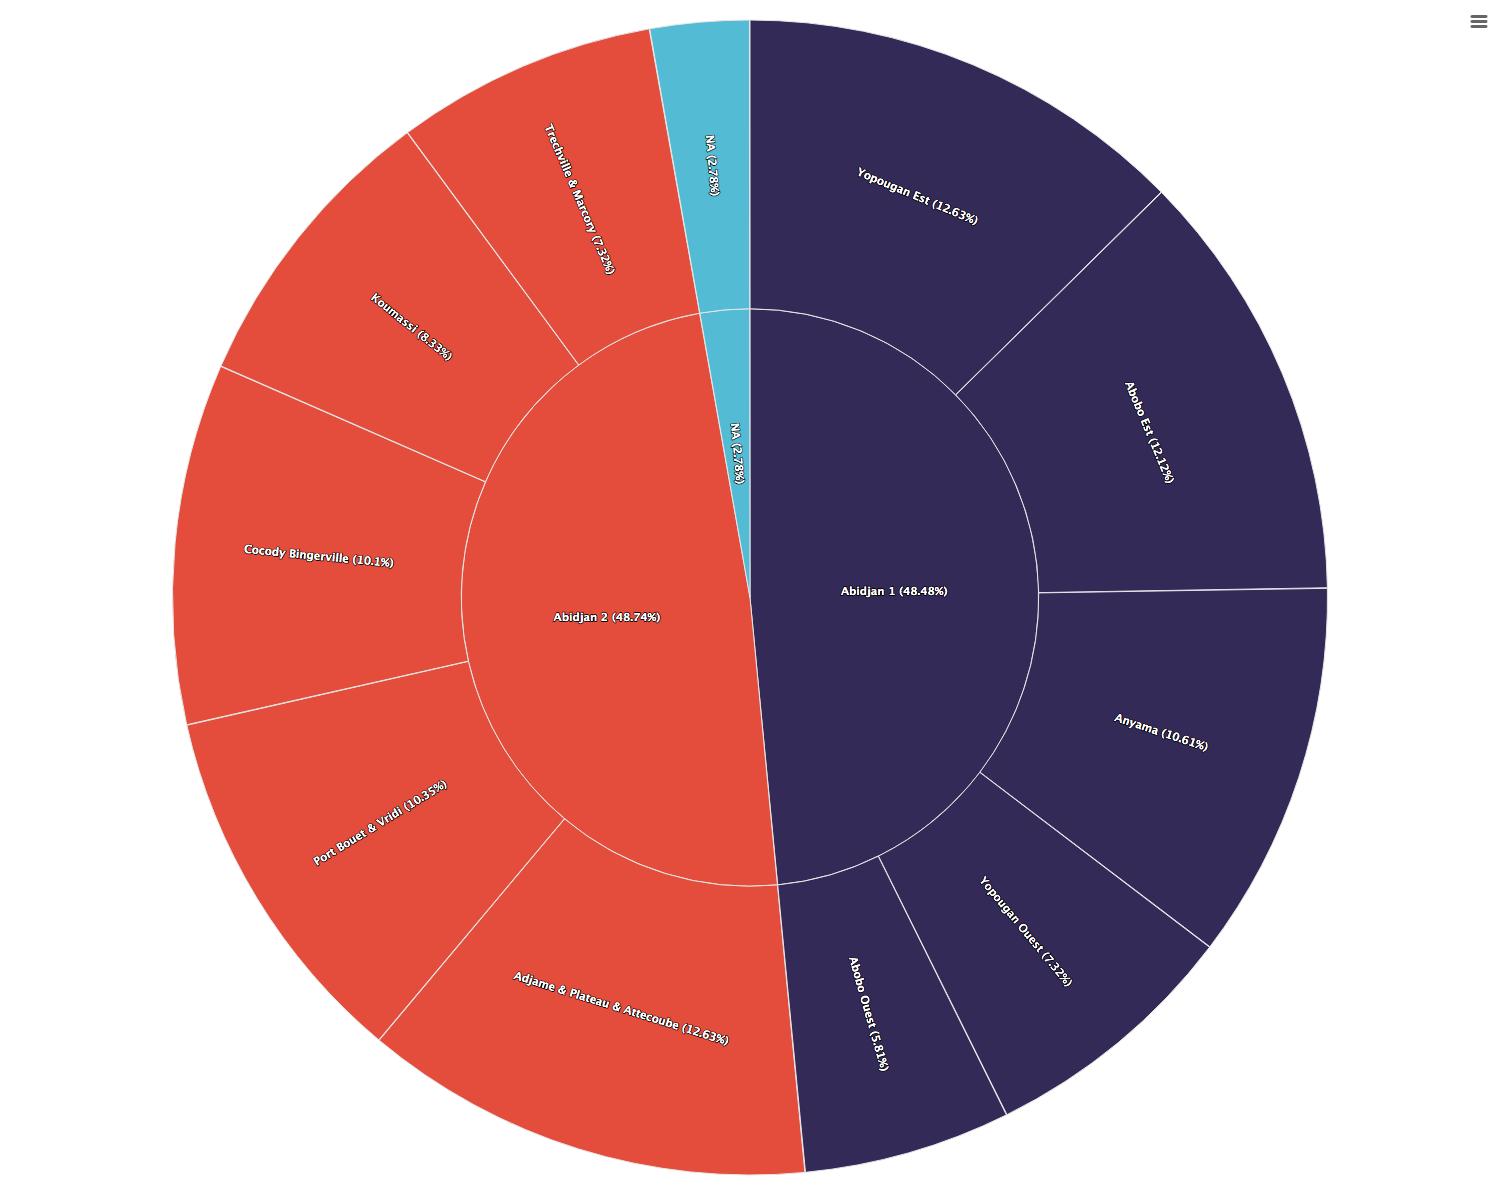 NA (2.78%)
Yopougan Est (12.63%)
Trechville & Marcory (7.32%)
Koumassi (8.33%)
Abobo Est (12.12%)
NA (2.78%)
Cocody Bingerville (10.1%)
Abidjan 1 (48.48%)
Abidjan 2 (48.74%)
Anyama (10.61%)
Port Bouet & Vridi (10.35%)
Yopougan Ouest (7.32%)
Adjame & Plateau & Attecoube (12.63%)
Abobo Ouest (5.81%)